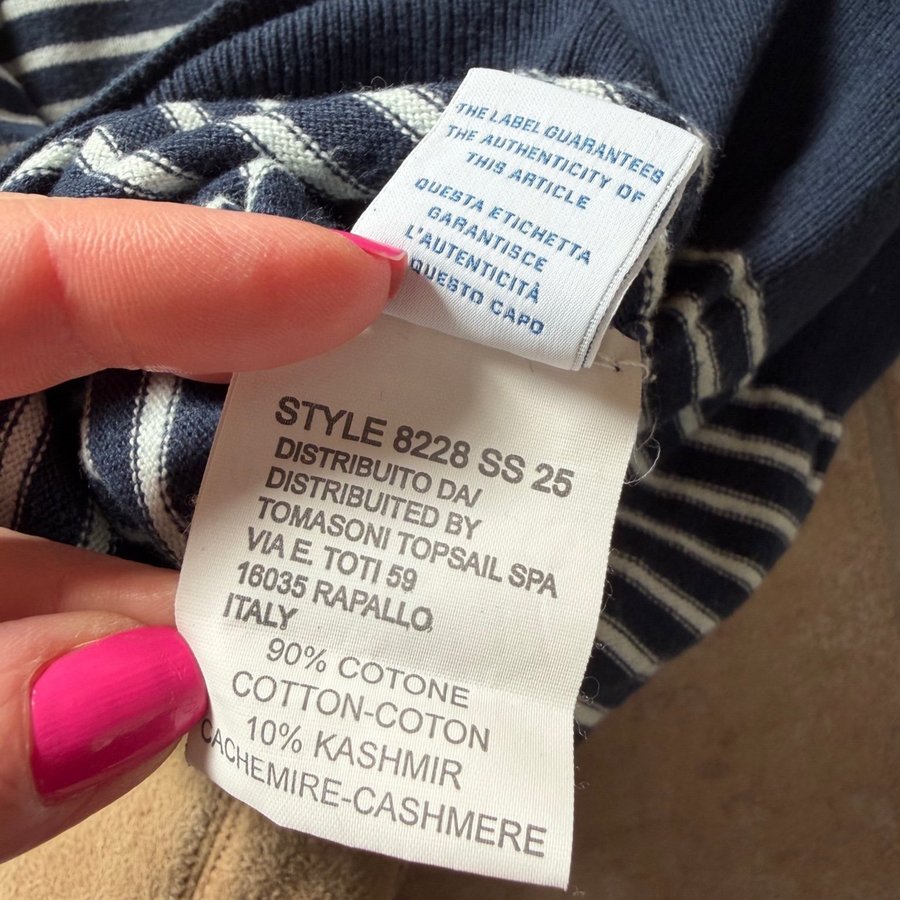 THE LABEL GUARANTEES
THE AUTHENTICITY OF
THIS ARTICLE
QUESTA ETICHETTA
GARANTISCE
L'AUTENTICITÀ
QUESTO CAPO
STYLE 8228 SS 25
DISTRIBUITO DA/
DISTRIBUITED BY
TOMASONI TOPSAIL SPA
VIA E. TOTI 59
16035 RAPALLO
ITALY
90% COTONE
COTTON-COTON
10% KASHMIR
CACHEMIRE-CASHMERE